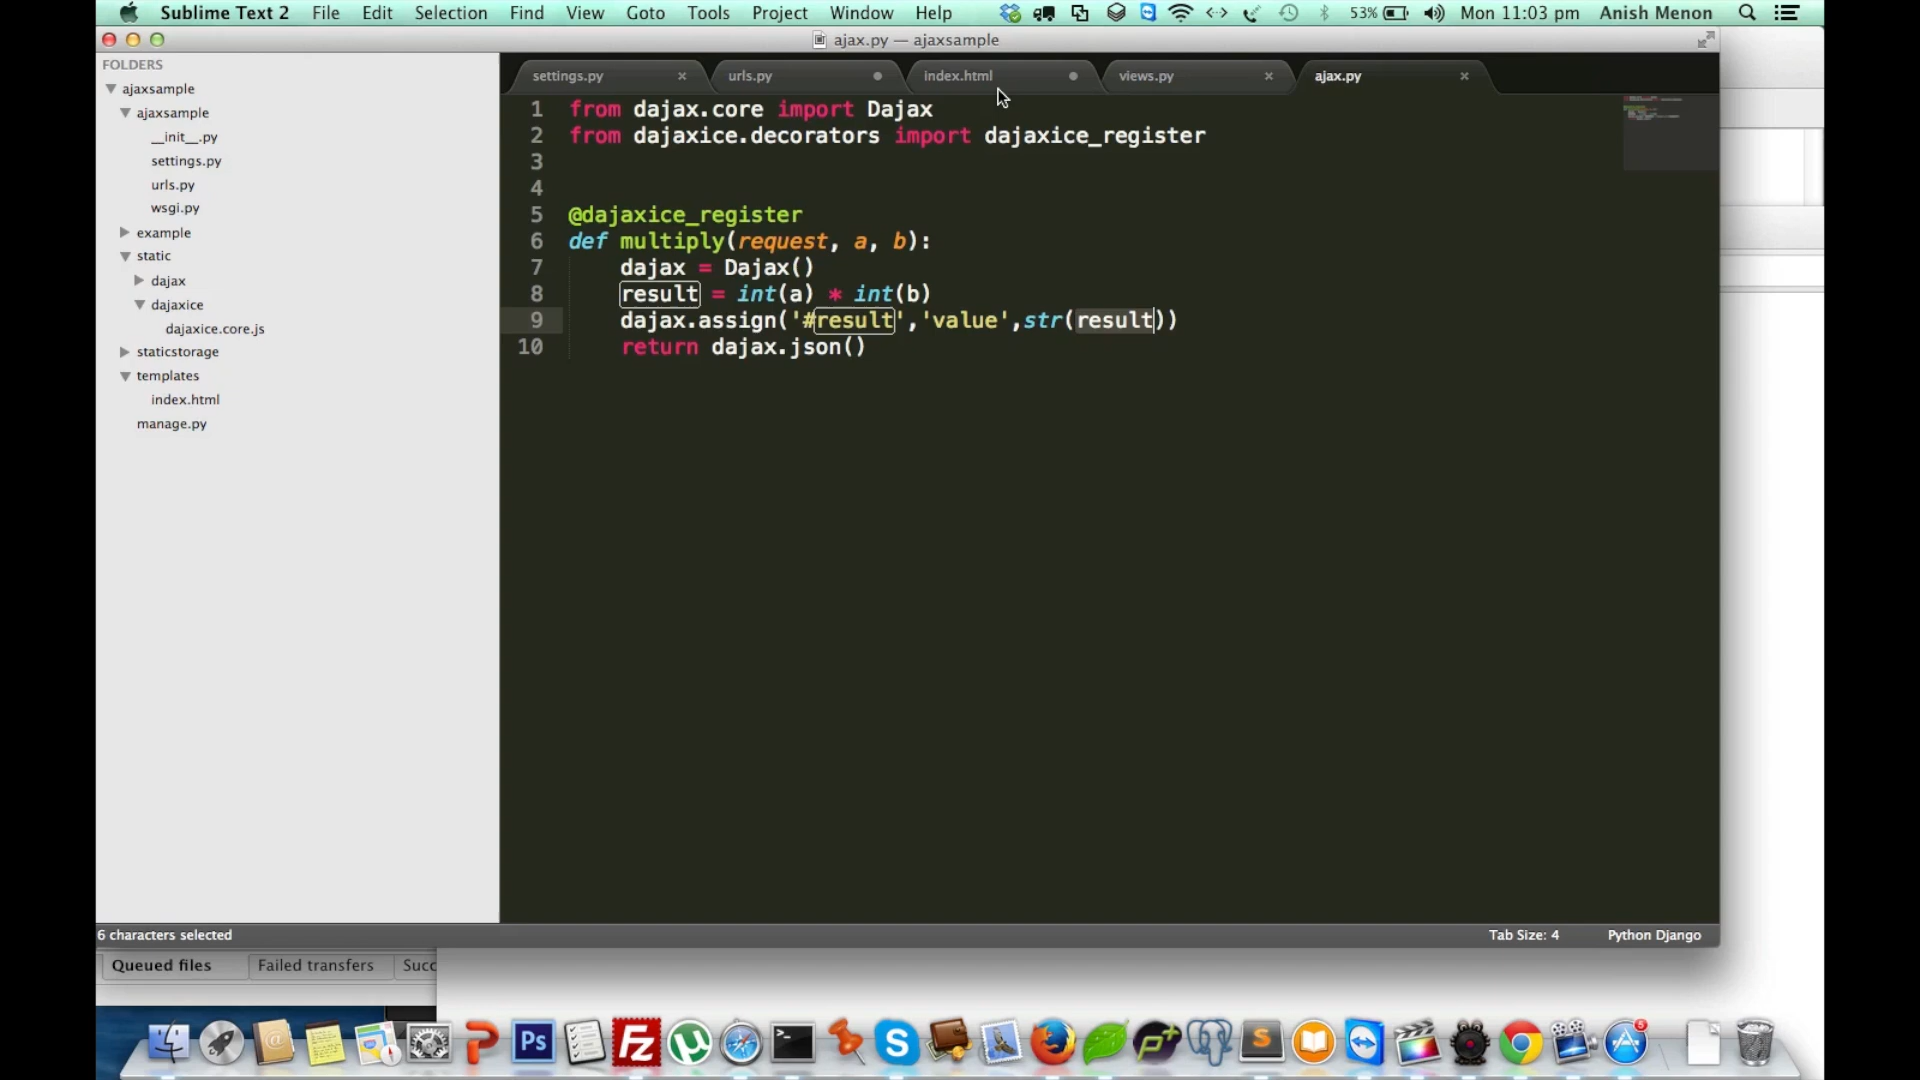 Sublime Text 2 File Edit Selection Find View Goto Tools Project Window Help 53% Mon 11:03 pm Anish Menon
ajax.py — ajaxsample
FOLDERS
ajaxsample
ajaxsample
__init__.py
settings.py
urls.py
wsgi.py
example
static
dajax
dajaxice
dajaxice.core.js
staticstorage
templates
index.html
manage.py
settings.py × urls.py index.html views.py × ajax.py ×
1 from dajax.core import Dajax
2 from dajaxice.decorators import dajaxice_register
3
4
5 @dajaxice_register
6 def multiply(request, a, b):
7 dajax = Dajax()
8 result = int(a) * int(b)
9 dajax.assign('#result','value',str(result))
10 return dajax.json()
6 characters selected
Tab Size: 4 Python Django
Queued files Failed transfers Succ
Ps Fz S S 5